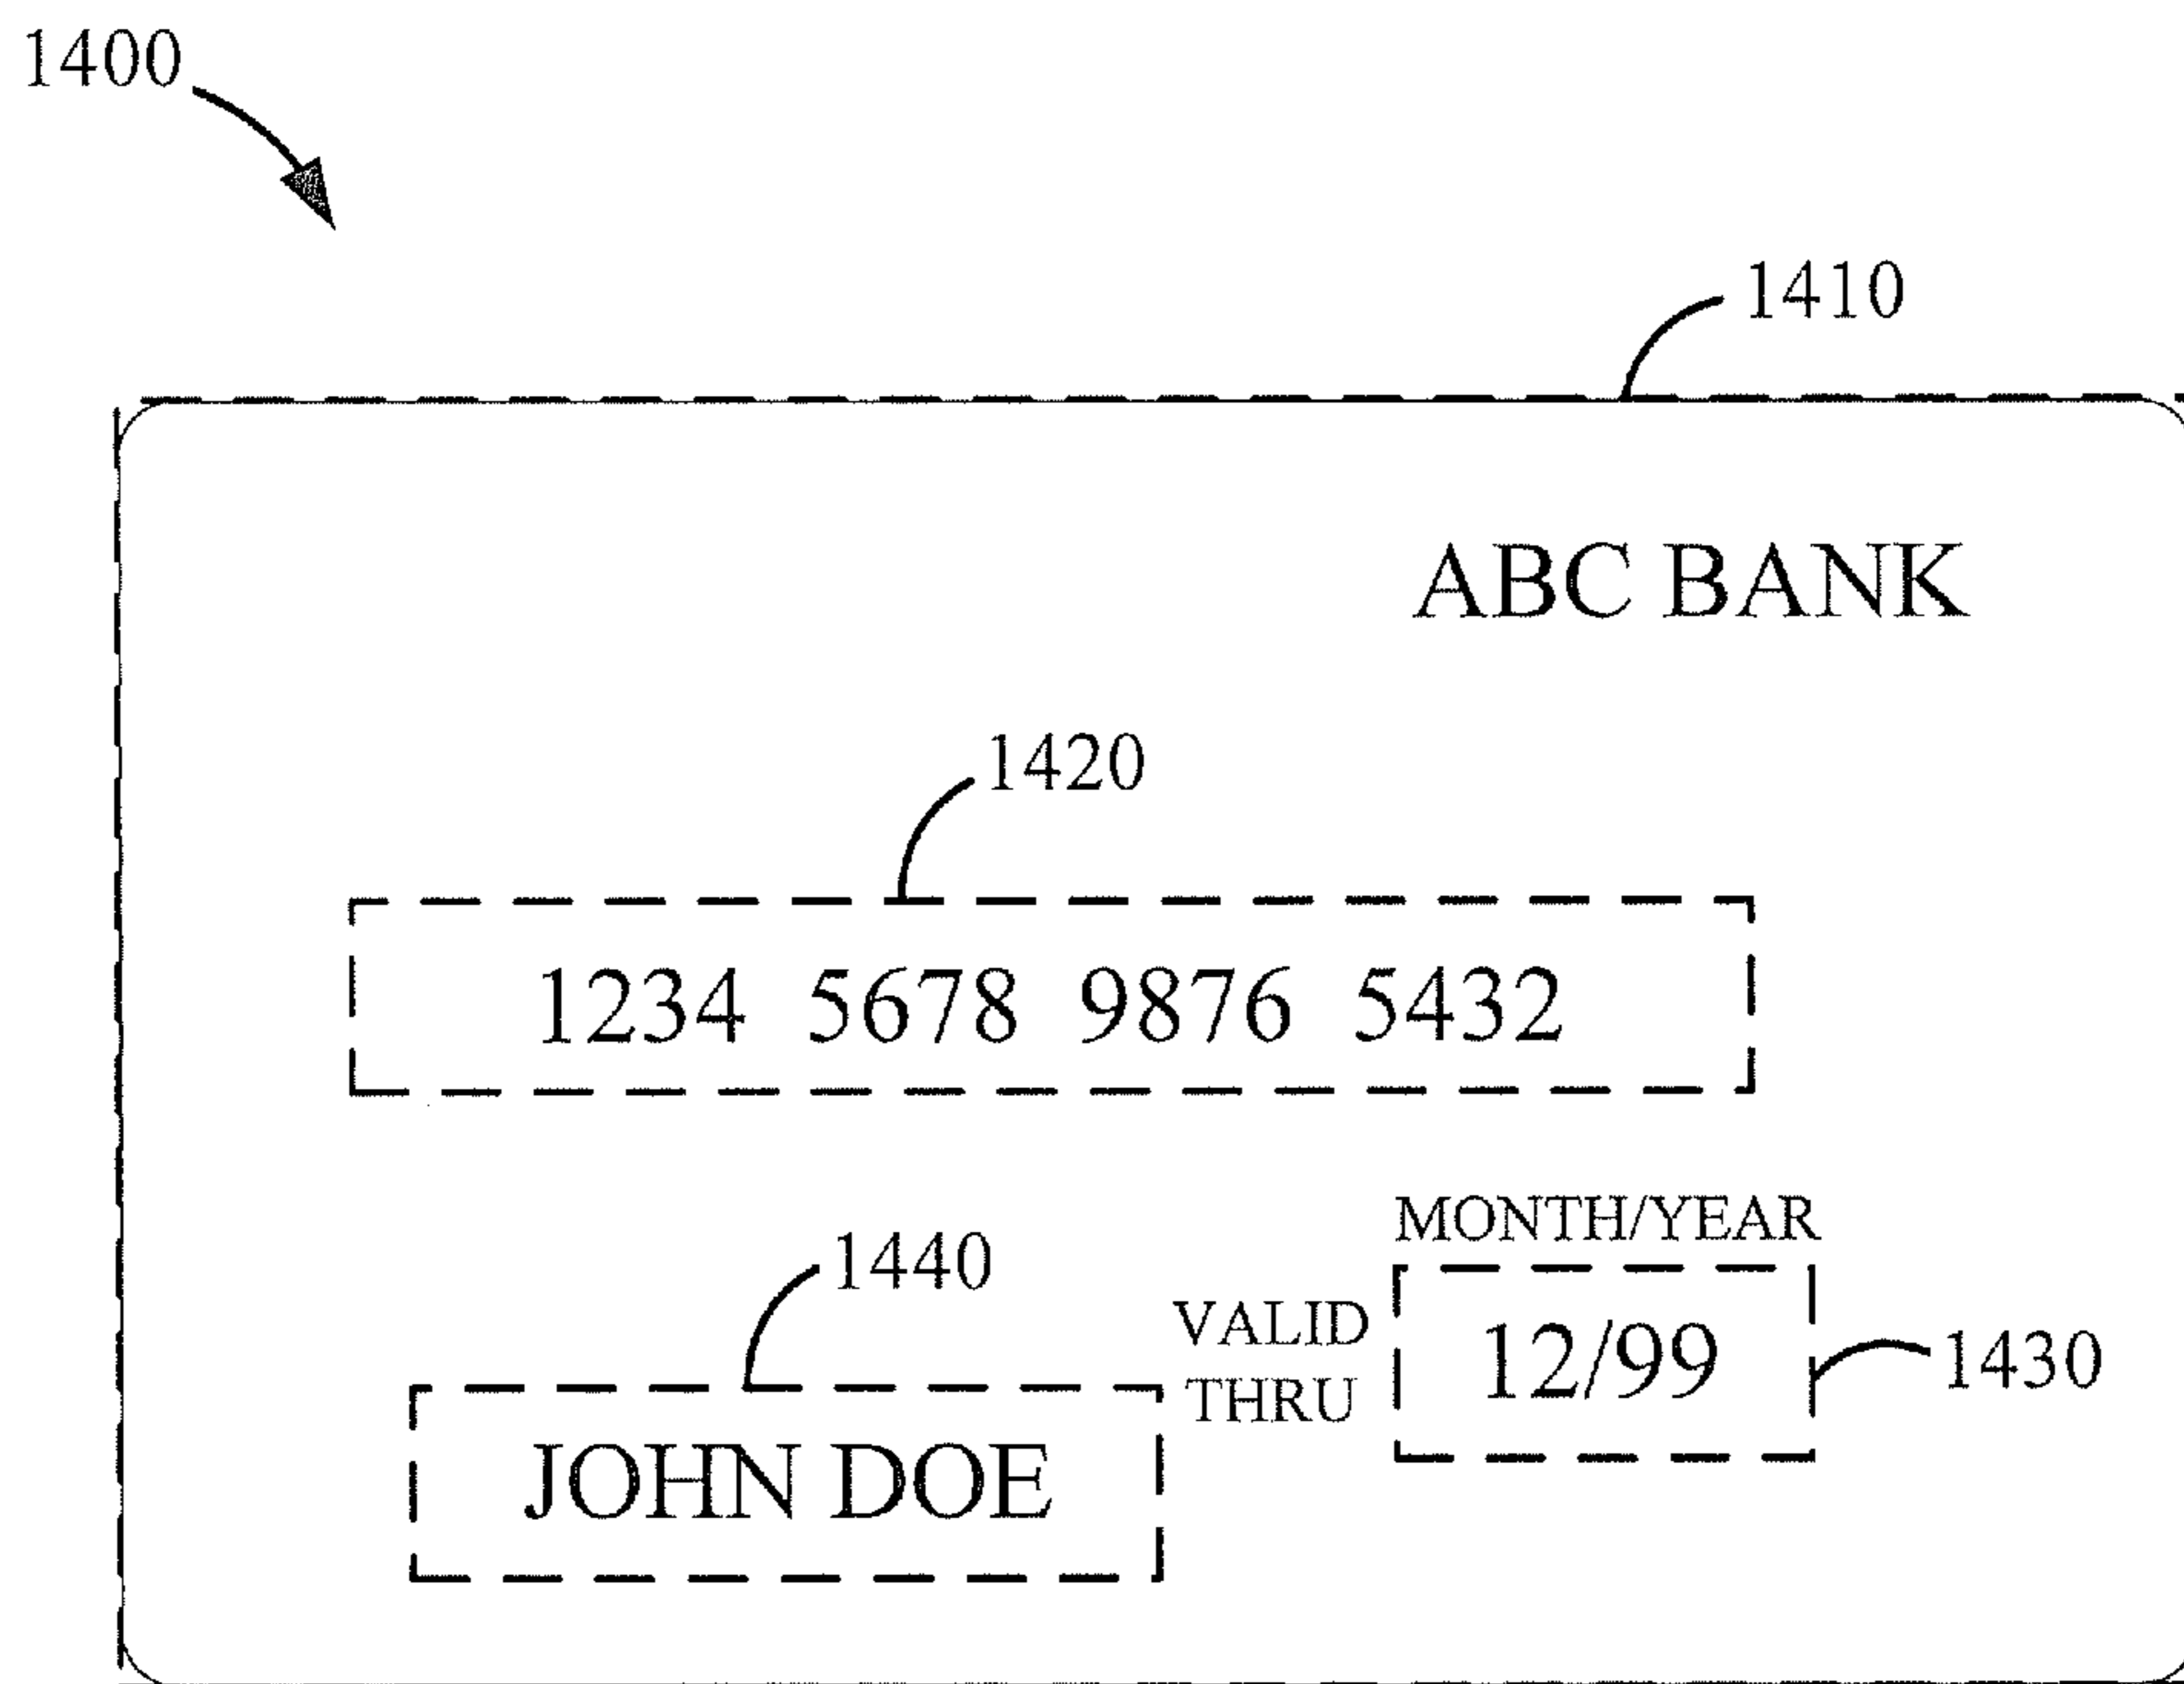 1400
1410
ABC BANK
1420
1234 5678 9876 5432
MONTH/YEAR
1440
VALID
THRU
12/99
1430
JOHN DOE